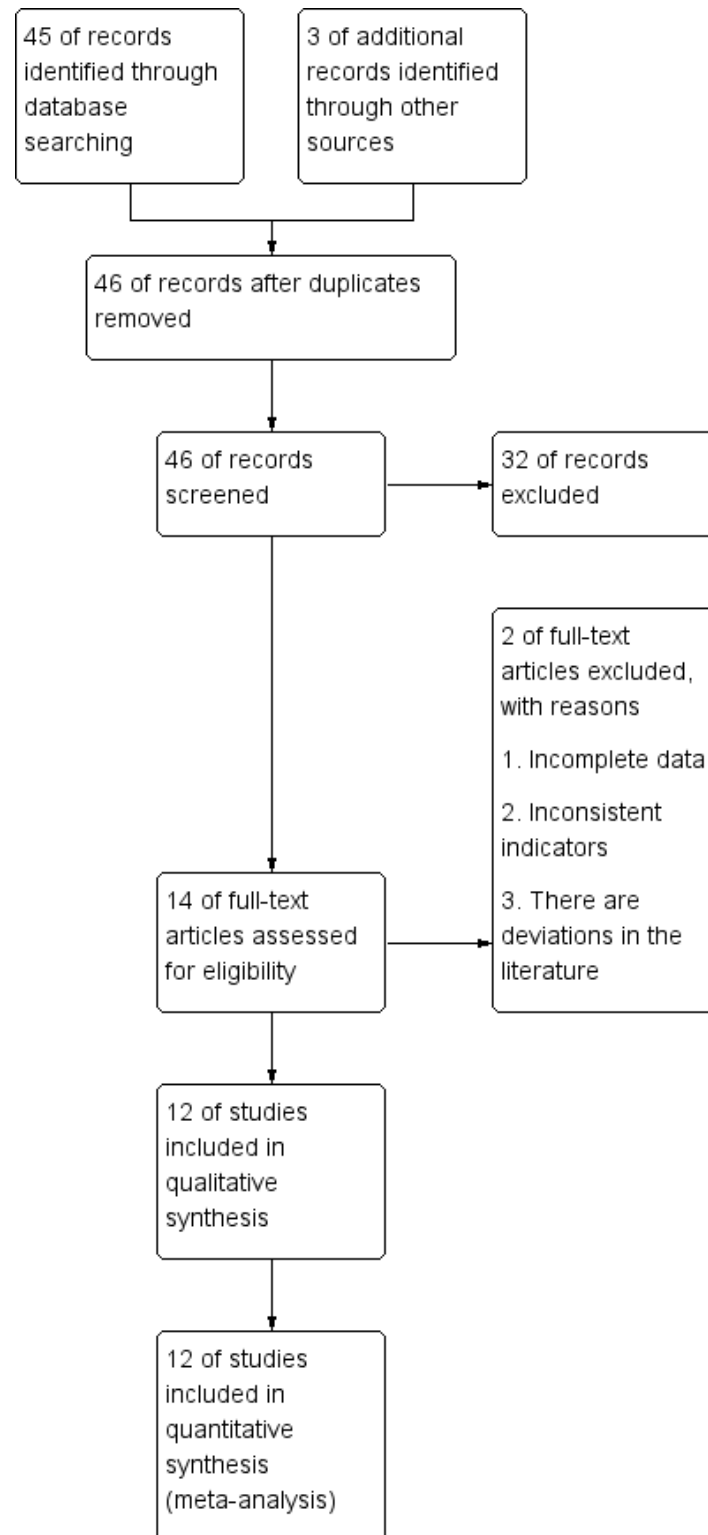 45 of records
identified through
database
searching
3 of additional
records identified
through other
sources
46 of records after duplicates
removed
46 of records
screened
32 of records
excluded
2 of full-text
articles excluded,
with reasons
1. Incomplete data
2. Inconsistent
indicators
3. There are
deviations in the
literature
14 of full-text
articles assessed
for eligibility
12 of studies
included in
qualitative
synthesis
12 of studies
included in
quantitative
synthesis
(meta-analysis)